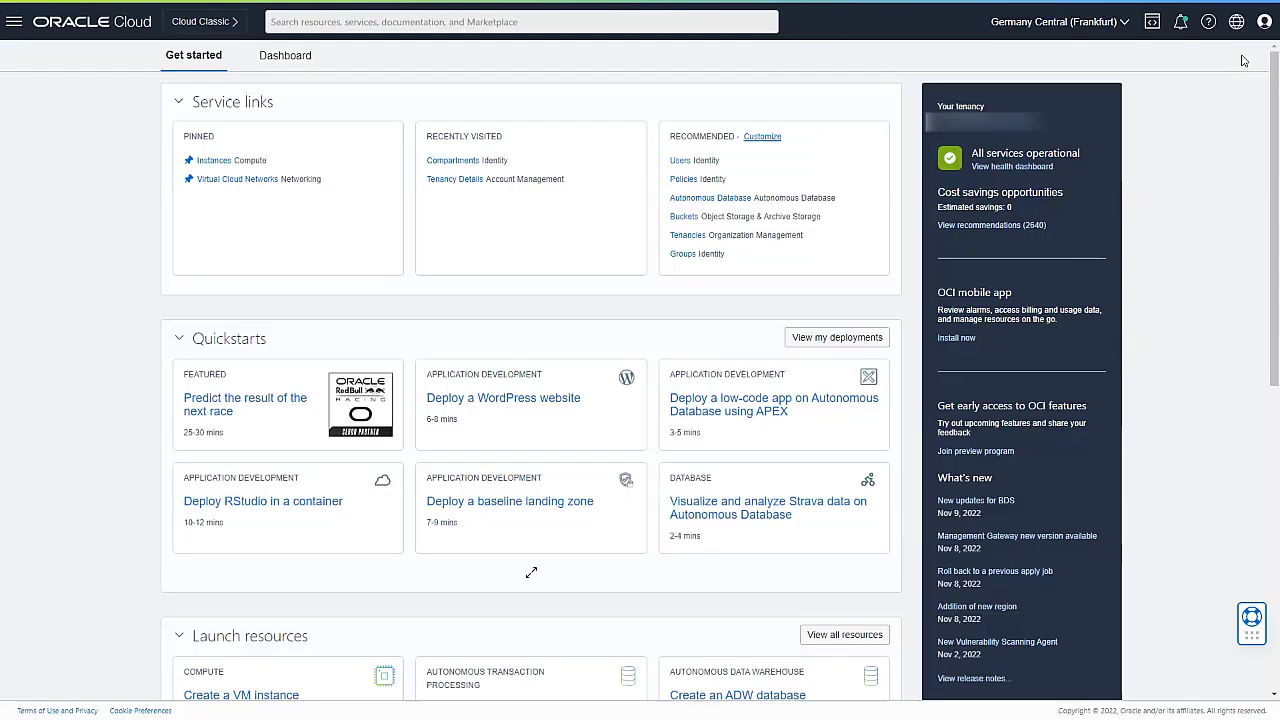 ORACLE Cloud
Cloud Classic
Search resources, services, documentation, and Marketplace
Germany Central (Frankfurt)
Get started
Dashboard
Service links
PINNED
Instances Compute
Virtual Cloud Networks Networking
RECENTLY VISITED
Compartments Identity
Tenancy Details Account Management
RECOMMENDED - Customize
Users Identity
Policies Identity
Autonomous Database Autonomous Database
Buckets Object Storage & Archive Storage
Tenancies Organization Management
Groups Identity
Quickstarts
View my deployments
FEATURED
Predict the result of the
next race
25-30 mins
ORACLE
RedBull
RACING
CLOUD PARTNER
APPLICATION DEVELOPMENT
Deploy a WordPress website
6-8 mins
APPLICATION DEVELOPMENT
Deploy a low-code app on Autonomous
Database using APEX
3-5 mins
APPLICATION DEVELOPMENT
Deploy RStudio in a container
10-12 mins
APPLICATION DEVELOPMENT
Deploy a baseline landing zone
7-9 mins
DATABASE
Visualize and analyze Strava data on
Autonomous Database
2-4 mins
Launch resources
View all resources
COMPUTE
Create a VM instance
AUTONOMOUS TRANSACTION
PROCESSING
AUTONOMOUS DATA WAREHOUSE
Create an ADW database
Your tenancy
All services operational
View health dashboard
Cost savings opportunities
Estimated savings: 0
View recommendations (2640)
OCI mobile app
Review alarms, access billing and usage data,
and manage resources on the go.
Install now
Get early access to OCI features
Try out upcoming features and share your
feedback
Join preview program
What's new
New updates for BDS
Nov 9, 2022
Management Gateway new version available
Nov 8, 2022
Roll back to a previous apply job
Nov 8, 2022
Addition of new region
Nov 8, 2022
New Vulnerability Scanning Agent
Nov 2, 2022
View release notes...
Terms of Use and Privacy
Cookie Preferences
Copyright © 2022, Oracle and/or its affiliates. All rights reserved.